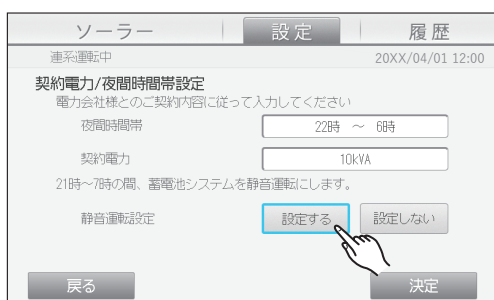 ソーラー 設定 履歴
連系運転中 20XX/04/01 12:00
契約電力/夜間時間帯設定
電力会社様とのご契約内容に従って入力してください
夜間時間帯 22時 ～ 6時
契約電力 10kVA
21時～7時の間、蓄電池システムを静音運転にします。
静音運転設定 設定する 設定しない
戻る 決定